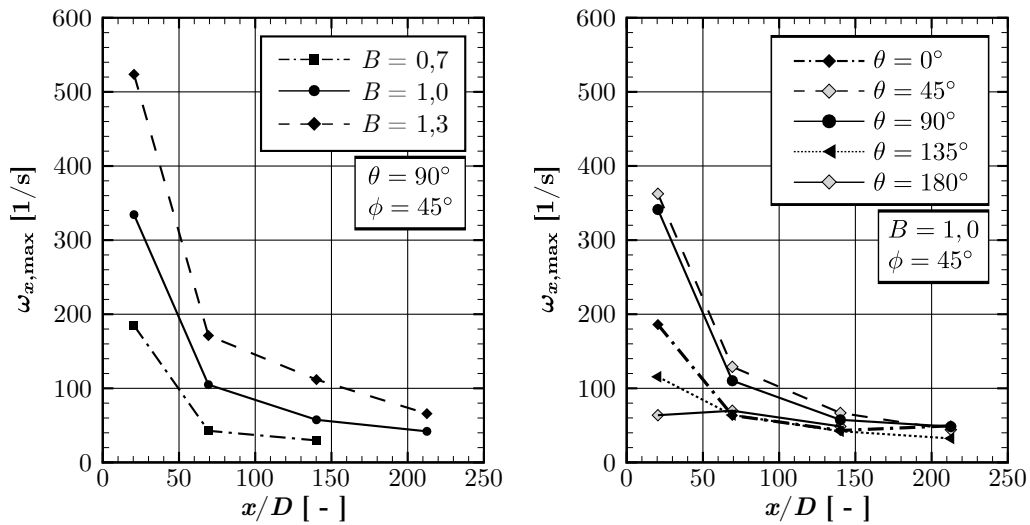 600
500
400
300
200
100
0
0 50 100 150 200 250
ωx,max [1/s]
x/D [ - ]
B = 0,7
B = 1,0
B = 1,3
θ = 90°
ϕ = 45°
600
500
400
300
200
100
0
0 50 100 150 200 250
ωx,max [1/s]
x/D [ - ]
θ = 0°
θ = 45°
θ = 90°
θ = 135°
θ = 180°
B = 1, 0
ϕ = 45°